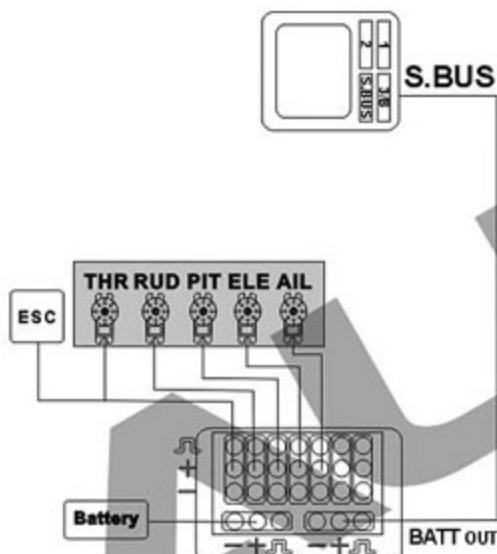 1
2
3/B
S.BUS
S.BUS
THR RUD PIT ELE AIL
ESC
+
−
Battery
− + − +
BATT OUT